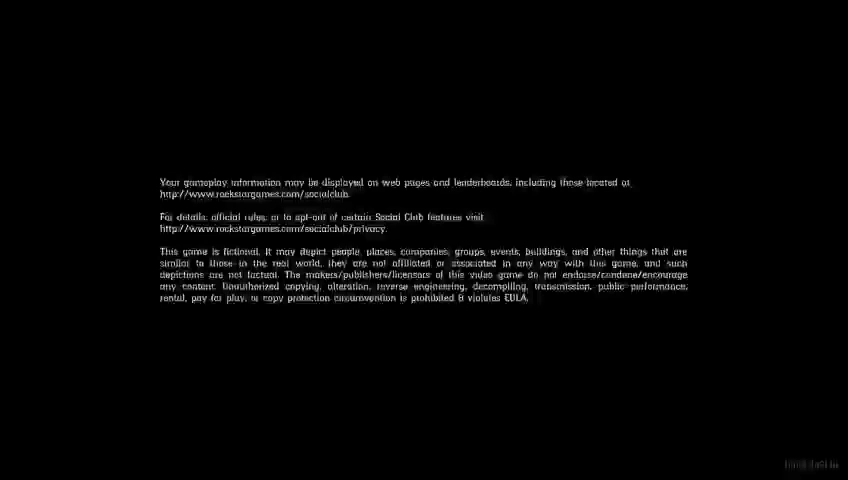 Your gameplay information may be displayed on web pages and leaderboards, including those located at
http://www.rockstargames.com/socialclub.
For details, official rules, or to opt-out of certain Social Club features visit
http://www.rockstargames.com/socialclub/privacy.
This game is fictional. It may depict people, places, companies, groups, events, buildings, and other things that are
similar to those in the real world, they are not affiliated or associated in any way with this game, and such
depictions are not factual. The makers/publishers/licensors of this video game do not endorse/condone/encourage
any content. Unauthorized copying, alteration, reverse engineering, decompiling, transmission, public performance,
rental, pay for play, or copy protection circumvention is prohibited & violates EULA.